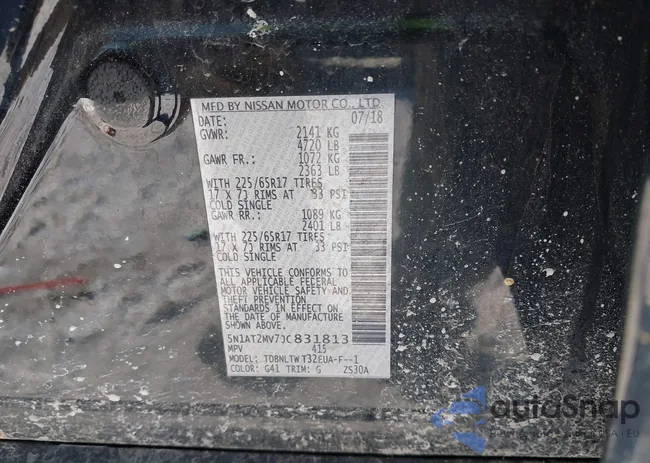 MFD BY NISSAN MOTOR CO., LTD.
DATE: 07/18
GVWR: 2141 KG
4720 LB
GAWR FR.: 1072 KG
2363 LB
WITH 225/65R17 TIRES
17 X 7J RIMS AT 33 PSI
COLD SINGLE
GAWR RR.: 1089 KG
2401 LB
WITH 225/65R17 TIRES
17 X 7J RIMS AT 33 PSI
COLD SINGLE
THIS VEHICLE CONFORMS TO
ALL APPLICABLE FEDERAL
MOTOR VEHICLE SAFETY AND
THEFT PREVENTION
STANDARDS IN EFFECT ON
THE DATE OF MANUFACTURE
SHOWN ABOVE.
5N1AT2MV7JC831813
MPV 415
MODEL: TDBNLTWT32EUA-F--1
COLOR: G41 TRIM: G ZS30A
autoSnap